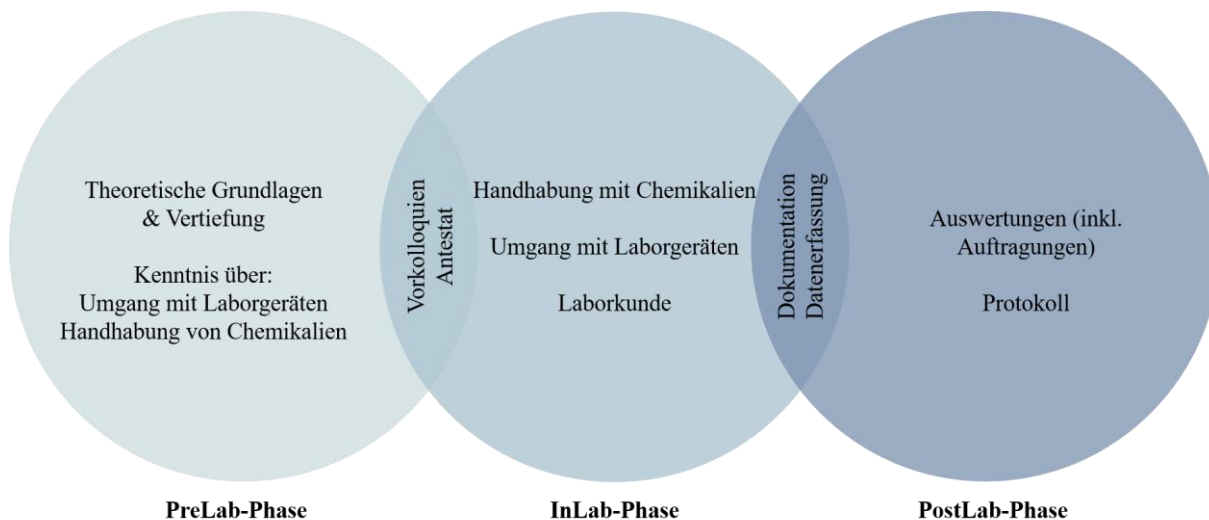 Theoretische Grundlagen
& Vertiefung
Kenntnis über:
Umgang mit Laborgeräten
Handhabung von Chemikalien
Vorkolloquien
Antestat
Handhabung mit Chemikalien
Umgang mit Laborgeräten
Laborkunde
Dokumentation
Datenerfassung
Auswertungen (inkl.
Auftragungen)
Protokoll
PreLab-Phase
InLab-Phase
PostLab-Phase